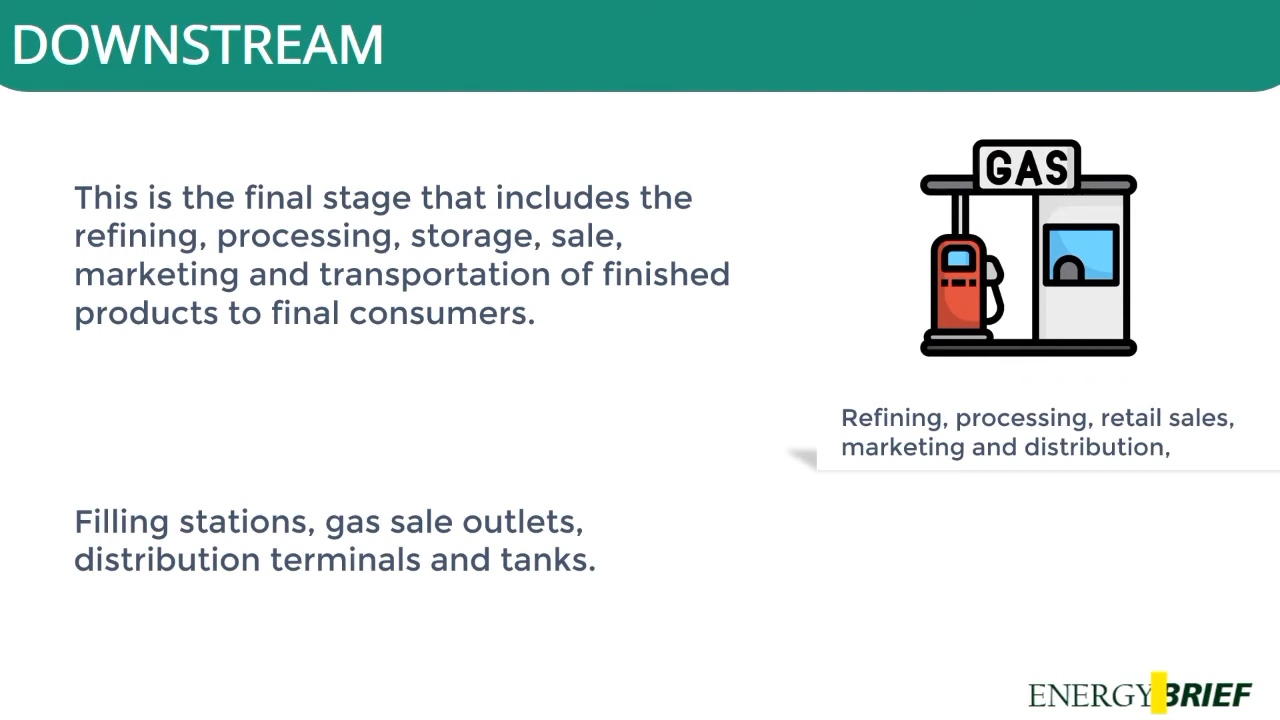 DOWNSTREAM
This is the final stage that includes the
refining, processing, storage, sale,
marketing and transportation of finished
products to final consumers.
GAS
Refining, processing, retail sales,
marketing and distribution,
Filling stations, gas sale outlets,
distribution terminals and tanks.
ENERGY BRIEF